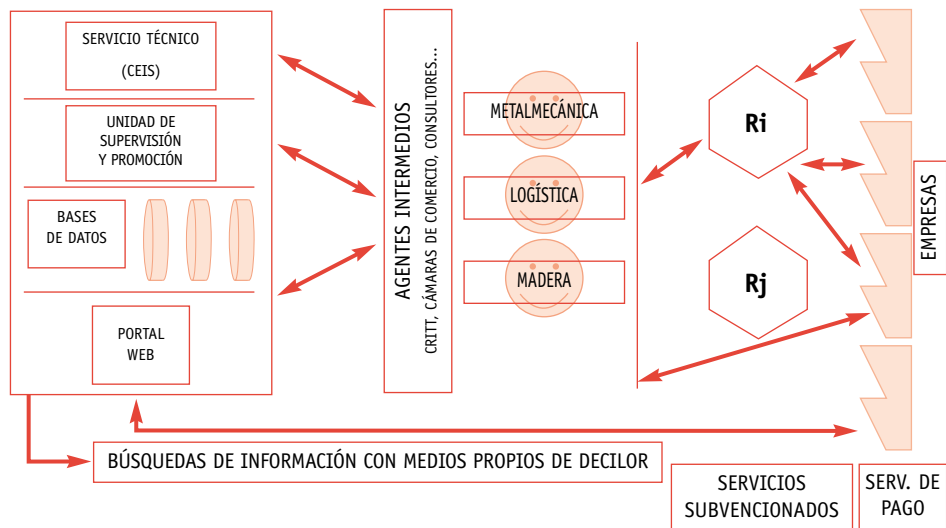 SERVICIO TÉCNICO
(CEIS)
UNIDAD DE
SUPERVISIÓN
Y PROMOCIÓN
BASES
DE DATOS
PORTAL
WEB
AGENTES INTERMEDIOS
CRITT, CÁMARAS DE COMERCIO, CONSULTORES...
METALMECÁNICA
LOGÍSTICA
MADERA
Ri
Rj
EMPRESAS
BÚSQUEDAS DE INFORMACIÓN CON MEDIOS PROPIOS DE DECILOR
SERVICIOS
SUBVENCIONADOS
SERV. DE
PAGO